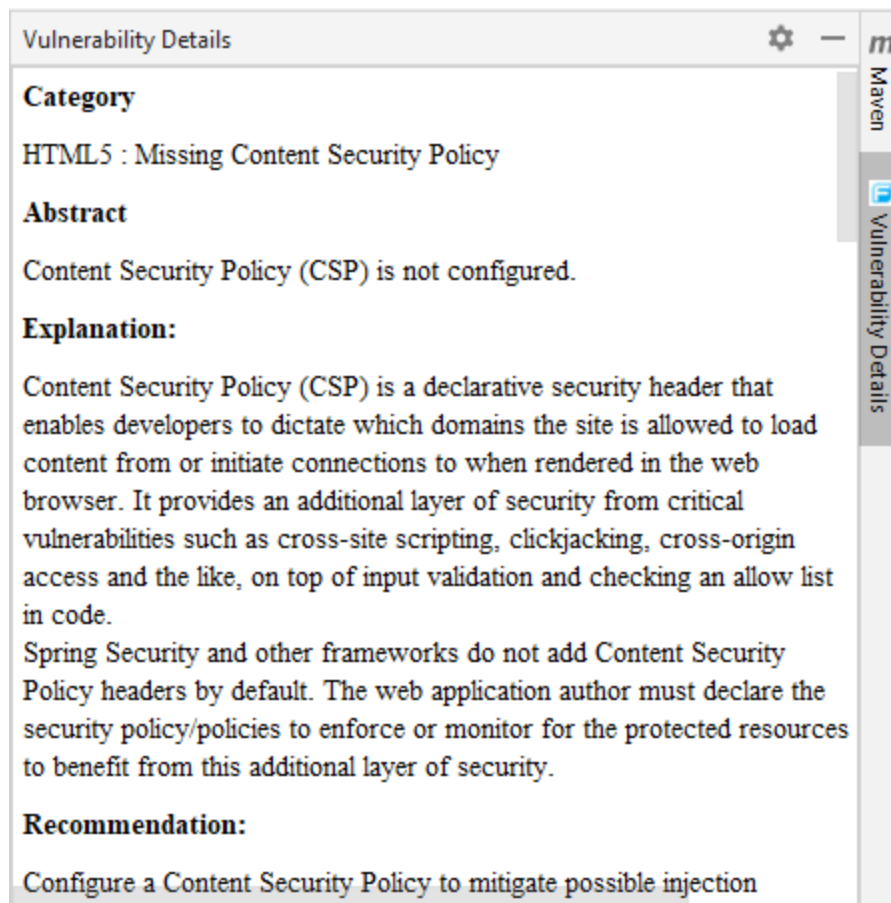 Vulnerability Details
Category
HTML5 : Missing Content Security Policy
Abstract
Content Security Policy (CSP) is not configured.
Explanation:
Content Security Policy (CSP) is a declarative security header that
enables developers to dictate which domains the site is allowed to load
content from or initiate connections to when rendered in the web
browser. It provides an additional layer of security from critical
vulnerabilities such as cross-site scripting, clickjacking, cross-origin
access and the like, on top of input validation and checking an allow list
in code.
Spring Security and other frameworks do not add Content Security
Policy headers by default. The web application author must declare the
security policy/policies to enforce or monitor for the protected resources
to benefit from this additional layer of security.
Recommendation:
Configure a Content Security Policy to mitigate possible injection
m
Maven
F
Vulnerability Details